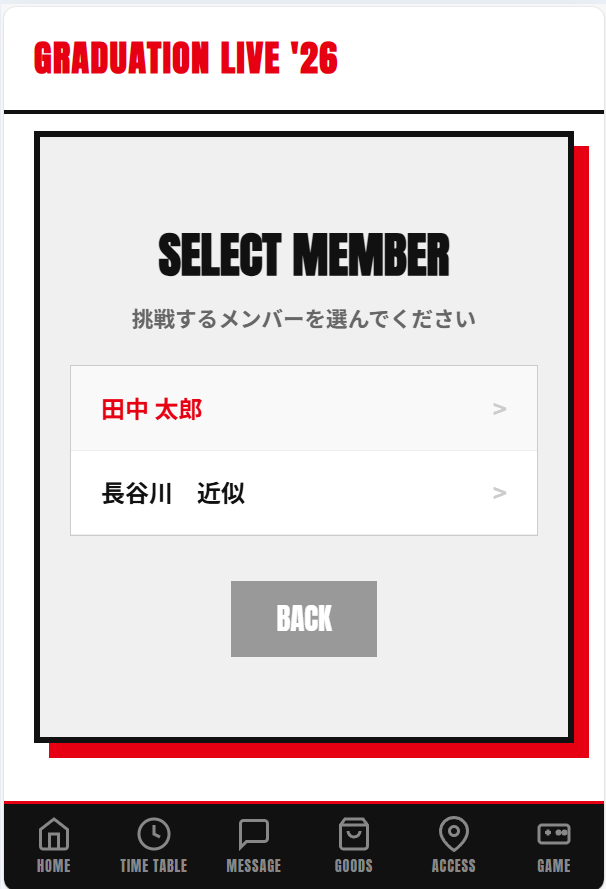 GRADUATION LIVE '26
SELECT MEMBER
挑戦するメンバーを選んでください
田中 太郎 >
長谷川　近似 >
BACK
HOME TIME TABLE MESSAGE GOODS ACCESS GAME